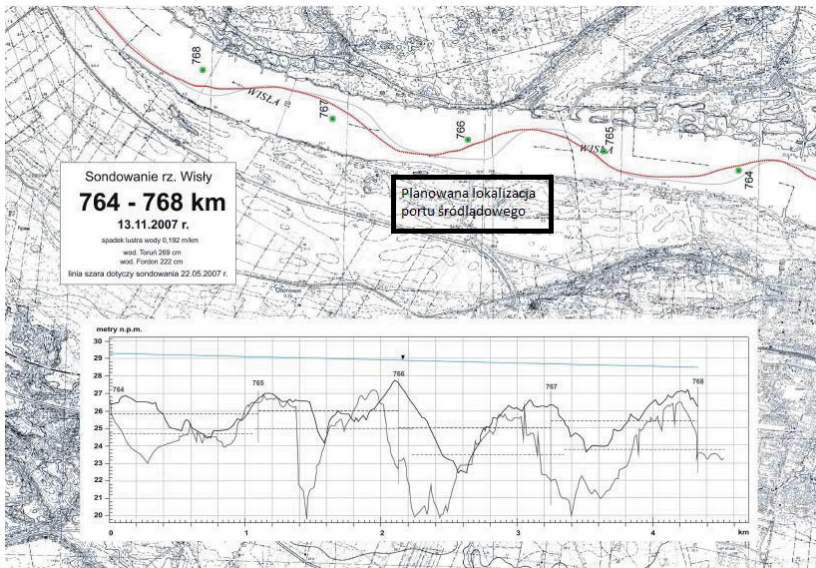 768
WISŁA
767
766
765
WISŁA
764
Planowana lokalizacja
portu śródlądowego
Sondowanie rz. Wisły
764 - 768 km
13.11.2007 r.
spadek lustra wody 0,192 m/km
wod. Toruń 269 cm
wod. Fordon 222 cm
linia szara dotyczy sondowania 22.05.2007 r.
metry n.p.m.
30
29
28
27
26
25
24
23
22
21
20
764
765
766
767
768
0
1
2
3
4
km